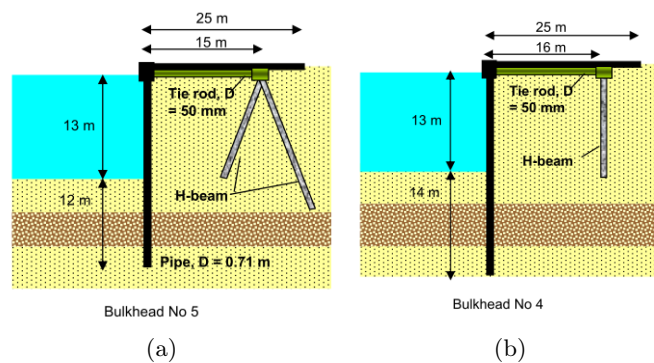 25 m
15 m
Tie rod, D
= 50 mm
13 m
H-beam
12 m
Pipe, D = 0.71 m
Bulkhead No 5
(a)
25 m
16 m
Tie rod, D
= 50 mm
13 m
H-beam
14 m
Bulkhead No 4
(b)